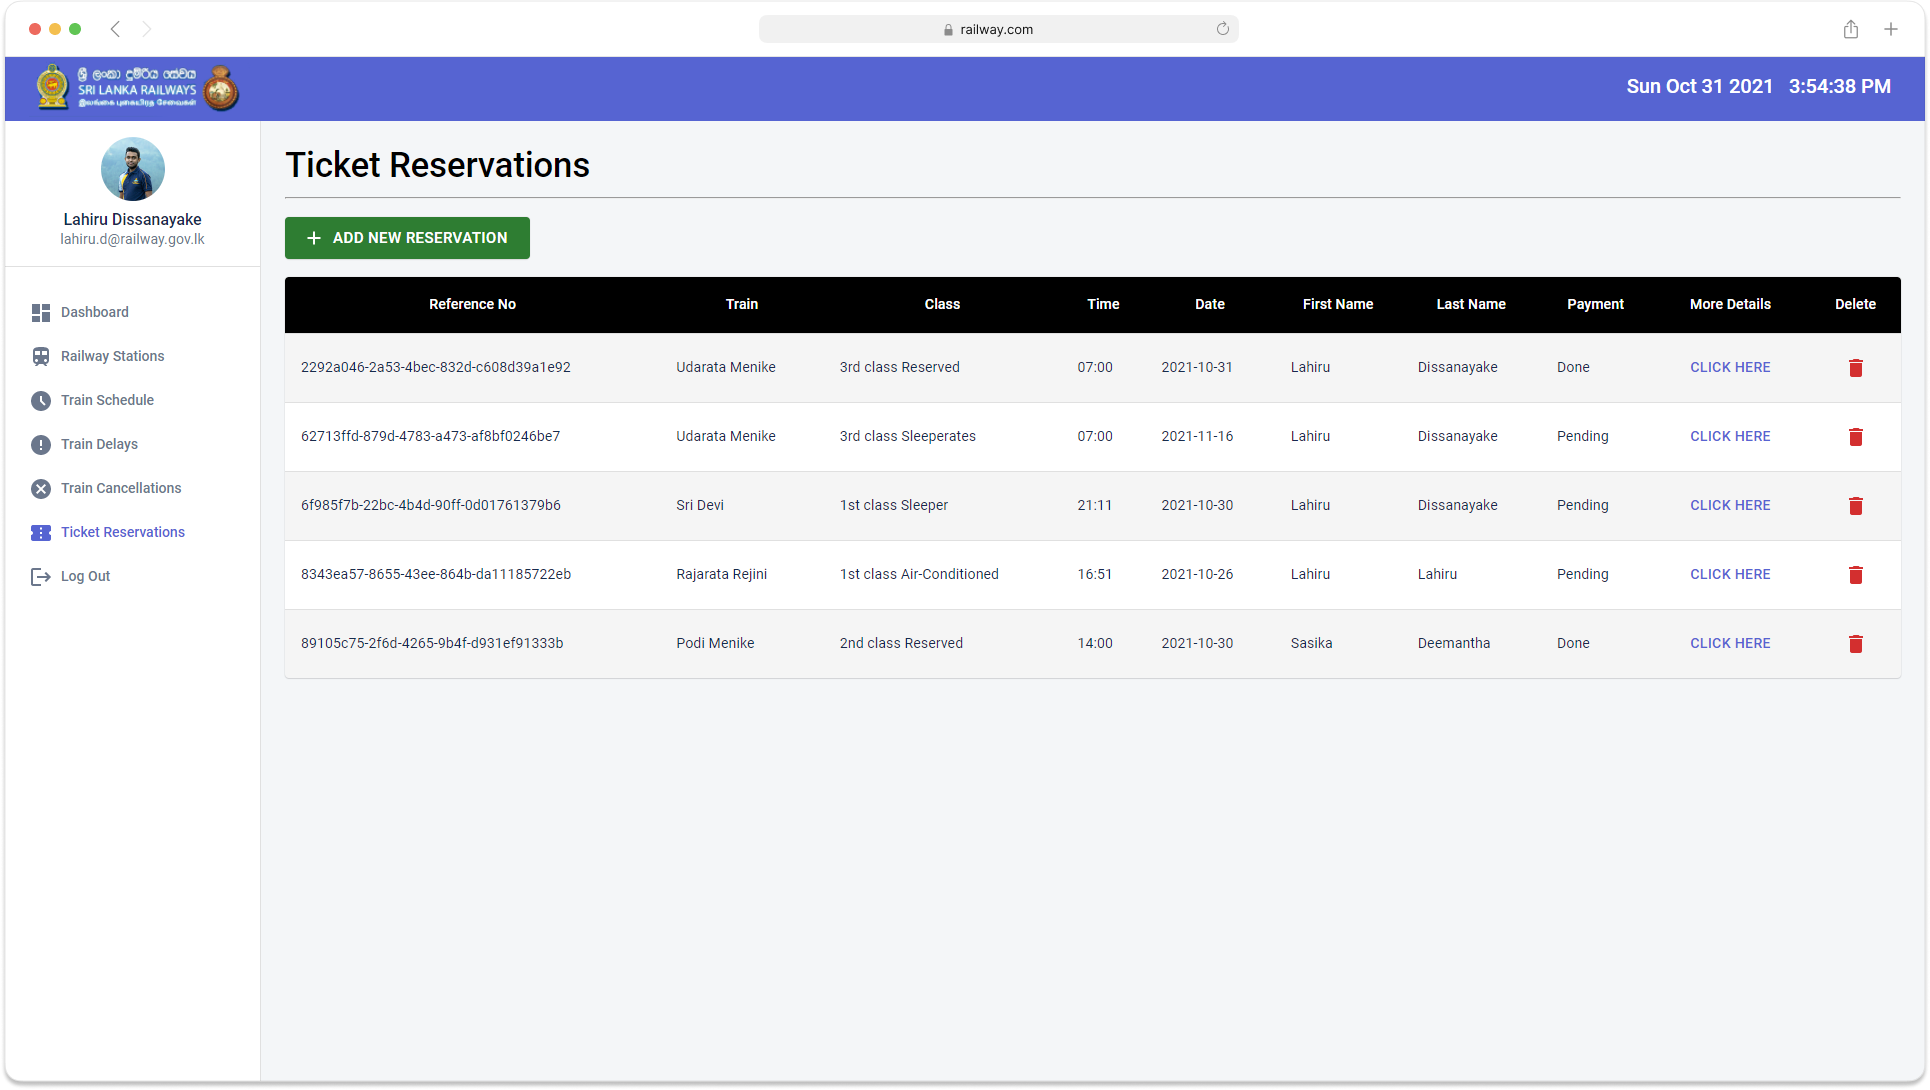 railway.com
ශ්‍රී ලංකා දුම්රිය සේවය
SRI LANKA RAILWAYS
Sun Oct 31 2021 3:54:38 PM
Lahiru Dissanayake
lahiru.d@railway.gov.lk
Dashboard
Railway Stations
Train Schedule
Train Delays
Train Cancellations
Ticket Reservations
Log Out
Ticket Reservations
+ ADD NEW RESERVATION
Reference No Train Class Time Date First Name Last Name Payment More Details Delete
2292a046-2a53-4bec-832d-c608d39a1e92 Udarata Menike 3rd class Reserved 07:00 2021-10-31 Lahiru Dissanayake Done CLICK HERE
62713ffd-879d-4783-a473-af8bf0246be7 Udarata Menike 3rd class Sleeperates 07:00 2021-11-16 Lahiru Dissanayake Pending CLICK HERE
6f985f7b-22bc-4b4d-90ff-0d01761379b6 Sri Devi 1st class Sleeper 21:11 2021-10-30 Lahiru Dissanayake Pending CLICK HERE
8343ea57-8655-43ee-864b-da11185722eb Rajarata Rejini 1st class Air-Conditioned 16:51 2021-10-26 Lahiru Lahiru Pending CLICK HERE
89105c75-2f6d-4265-9b4f-d931ef91333b Podi Menike 2nd class Reserved 14:00 2021-10-30 Sasika Deemantha Done CLICK HERE